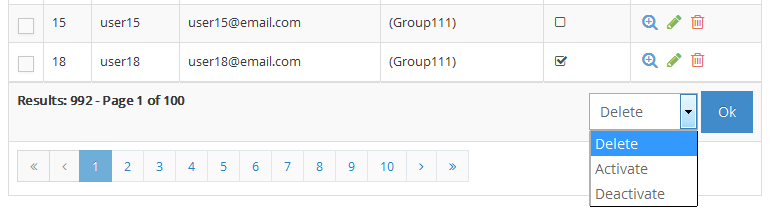 15 user15 user15@email.com (Group111)
18 user18 user18@email.com (Group111)
Results: 992 - Page 1 of 100
Delete Ok
Delete
Activate
Deactivate
« ‹ 1 2 3 4 5 6 7 8 9 10 › »